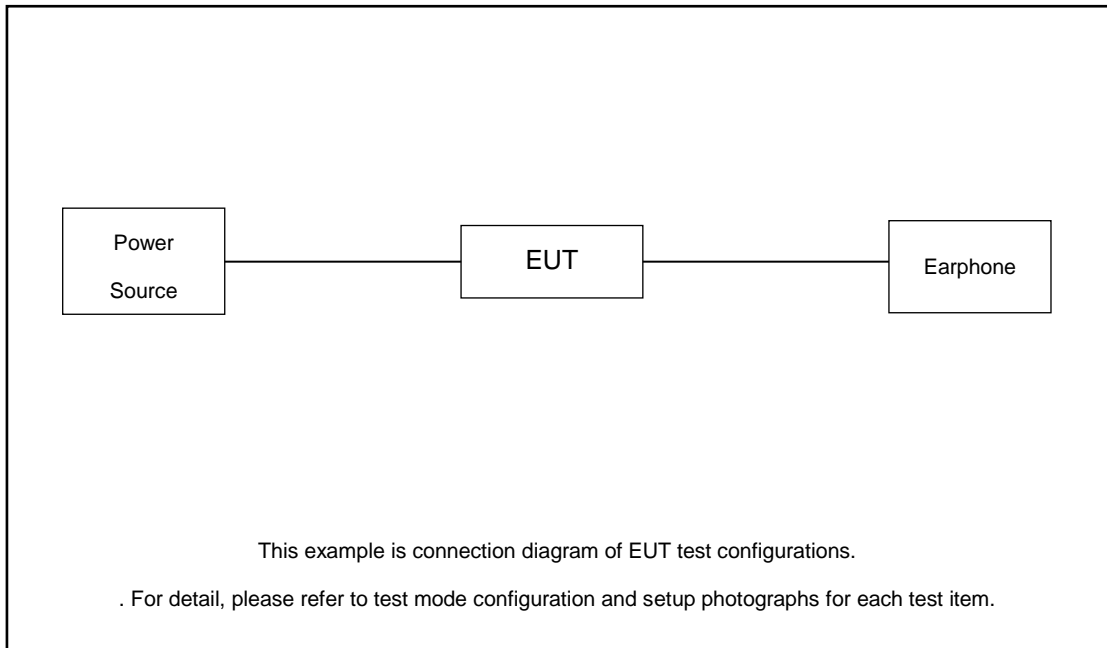 Power
Source
EUT
Earphone
This example is connection diagram of EUT test configurations.
. For detail, please refer to test mode configuration and setup photographs for each test item.